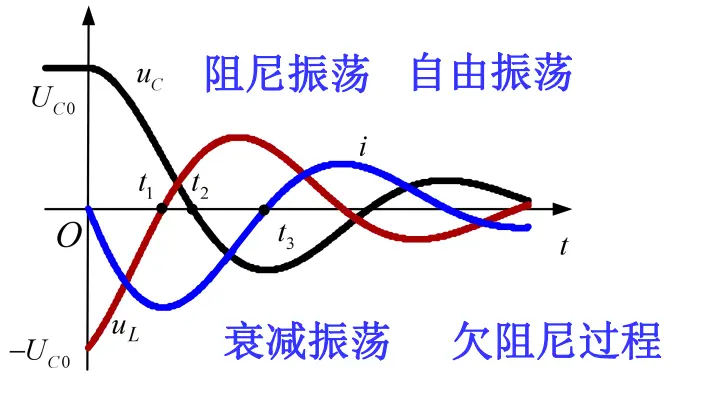 u_C
阻尼振荡 自由振荡
U_{C0}
i
t_1 t_2
O
t_3
t
u_L
衰减振荡 欠阻尼过程
-U_{C0}